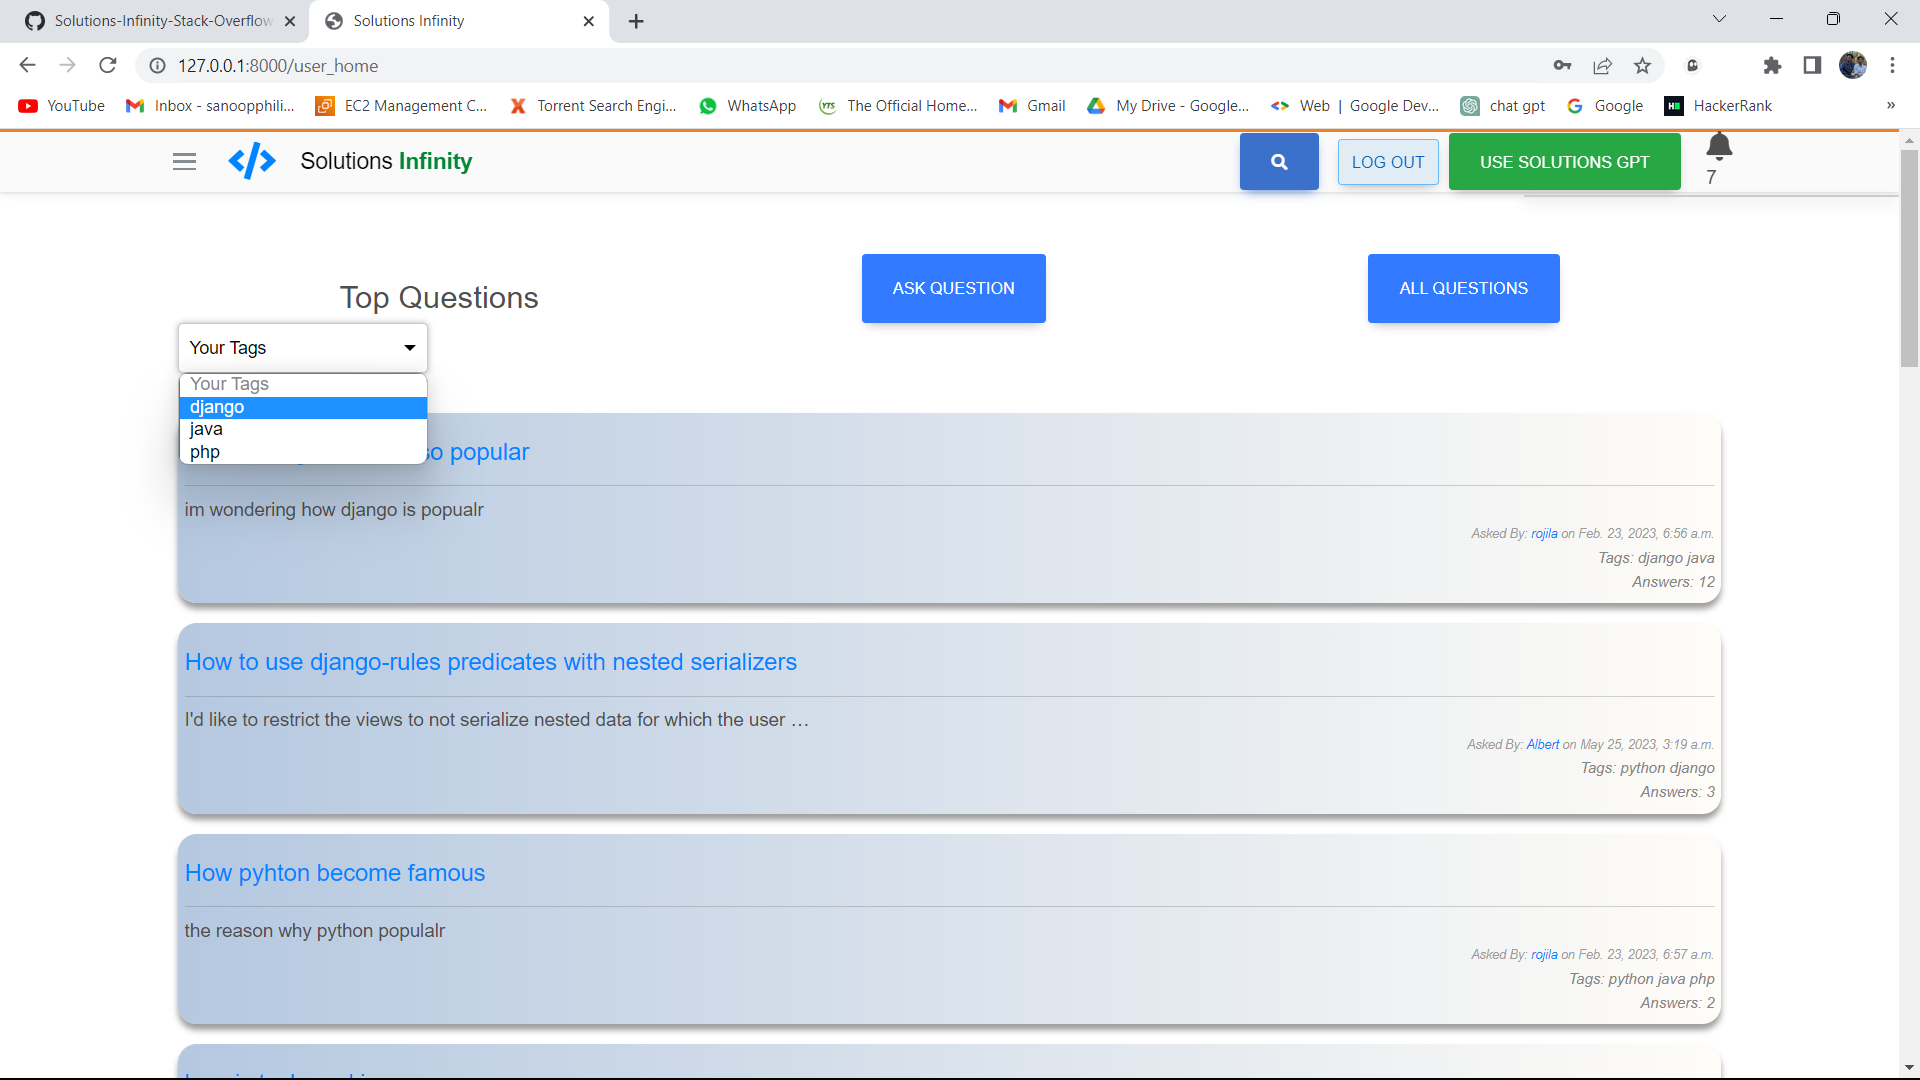 Solutions-Infinity-Stack-Overflow
Solutions Infinity
127.0.0.1:8000/user_home
YouTube
Inbox - sanoopphili...
EC2 Management C...
Torrent Search Engi...
WhatsApp
YTS
The Official Home...
Gmail
My Drive - Google...
Web | Google Dev...
chat gpt
Google
HackerRank
»
</> Solutions Infinity
LOG OUT
USE SOLUTIONS GPT
7
Top Questions
ASK QUESTION
ALL QUESTIONS
Your Tags
Your Tags
django
java
php
so popular
im wondering how django is popualr
Asked By: rojila on Feb. 23, 2023, 6:56 a.m.
Tags: django java
Answers: 12
How to use django-rules predicates with nested serializers
I'd like to restrict the views to not serialize nested data for which the user …
Asked By: Albert on May 25, 2023, 3:19 a.m.
Tags: python django
Answers: 3
How pyhton become famous
the reason why python populalr
Asked By: rojila on Feb. 23, 2023, 6:57 a.m.
Tags: python java php
Answers: 2